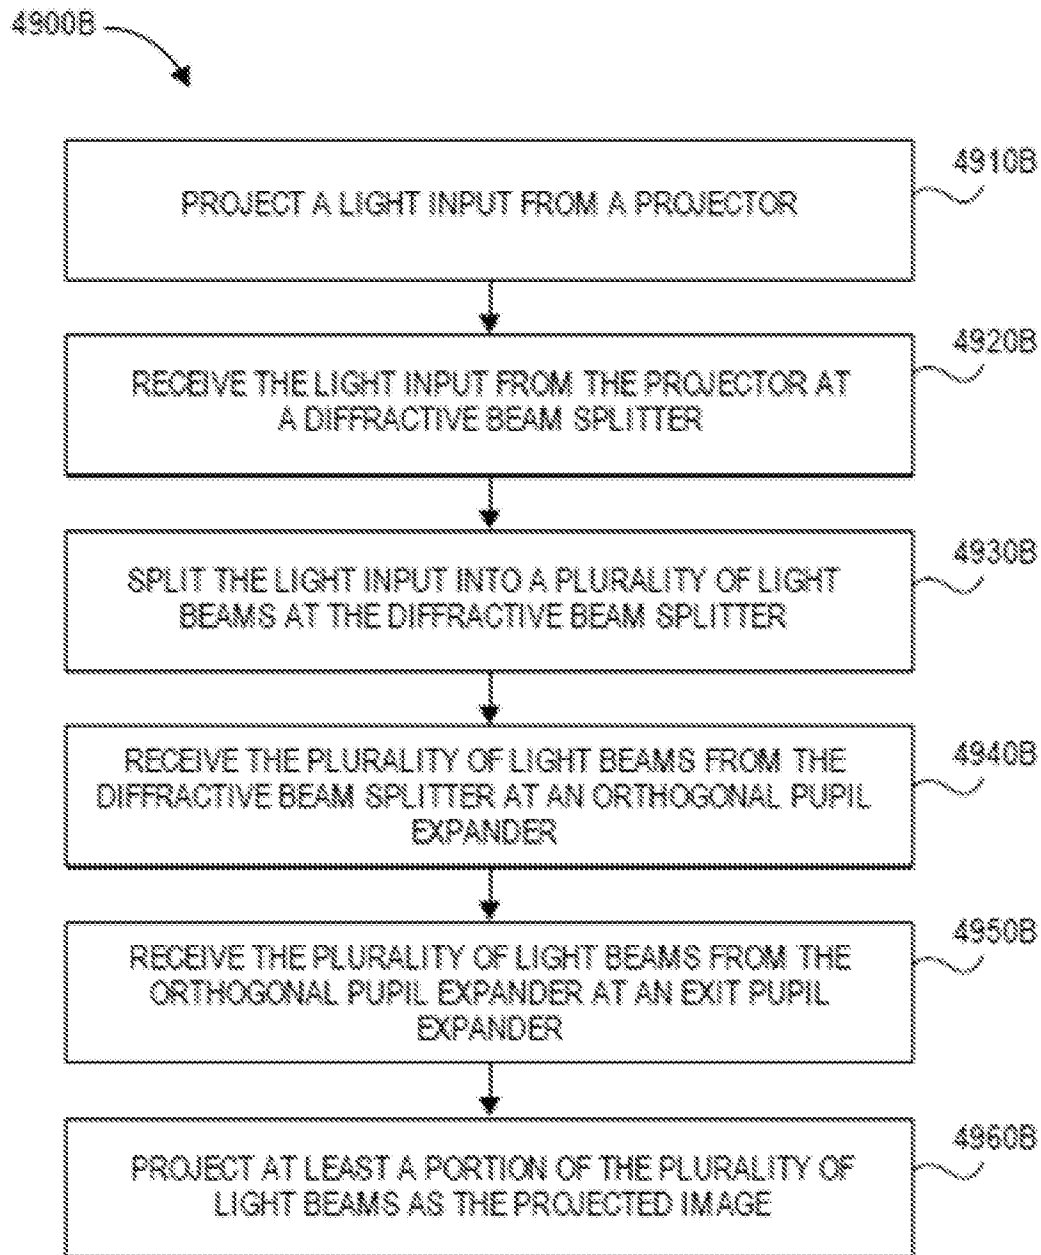 4900B
4910B
PROJECT A LIGHT INPUT FROM A PROJECTOR
4920B
RECEIVE THE LIGHT INPUT FROM THE PROJECTOR AT
A DIFFRACTIVE BEAM SPLITTER
4930B
SPLIT THE LIGHT INPUT INTO A PLURALITY OF LIGHT
BEAMS AT THE DIFFRACTIVE BEAM SPLITTER
4940B
RECEIVE THE PLURALITY OF LIGHT BEAMS FROM THE
DIFFRACTIVE BEAM SPLITTER AT AN ORTHOGONAL PUPIL
EXPANDER
4950B
RECEIVE THE PLURALITY OF LIGHT BEAMS FROM THE
ORTHOGONAL PUPIL EXPANDER AT AN EXIT PUPIL
EXPANDER
4960B
PROJECT AT LEAST A PORTION OF THE PLURALITY OF
LIGHT BEAMS AS THE PROJECTED IMAGE